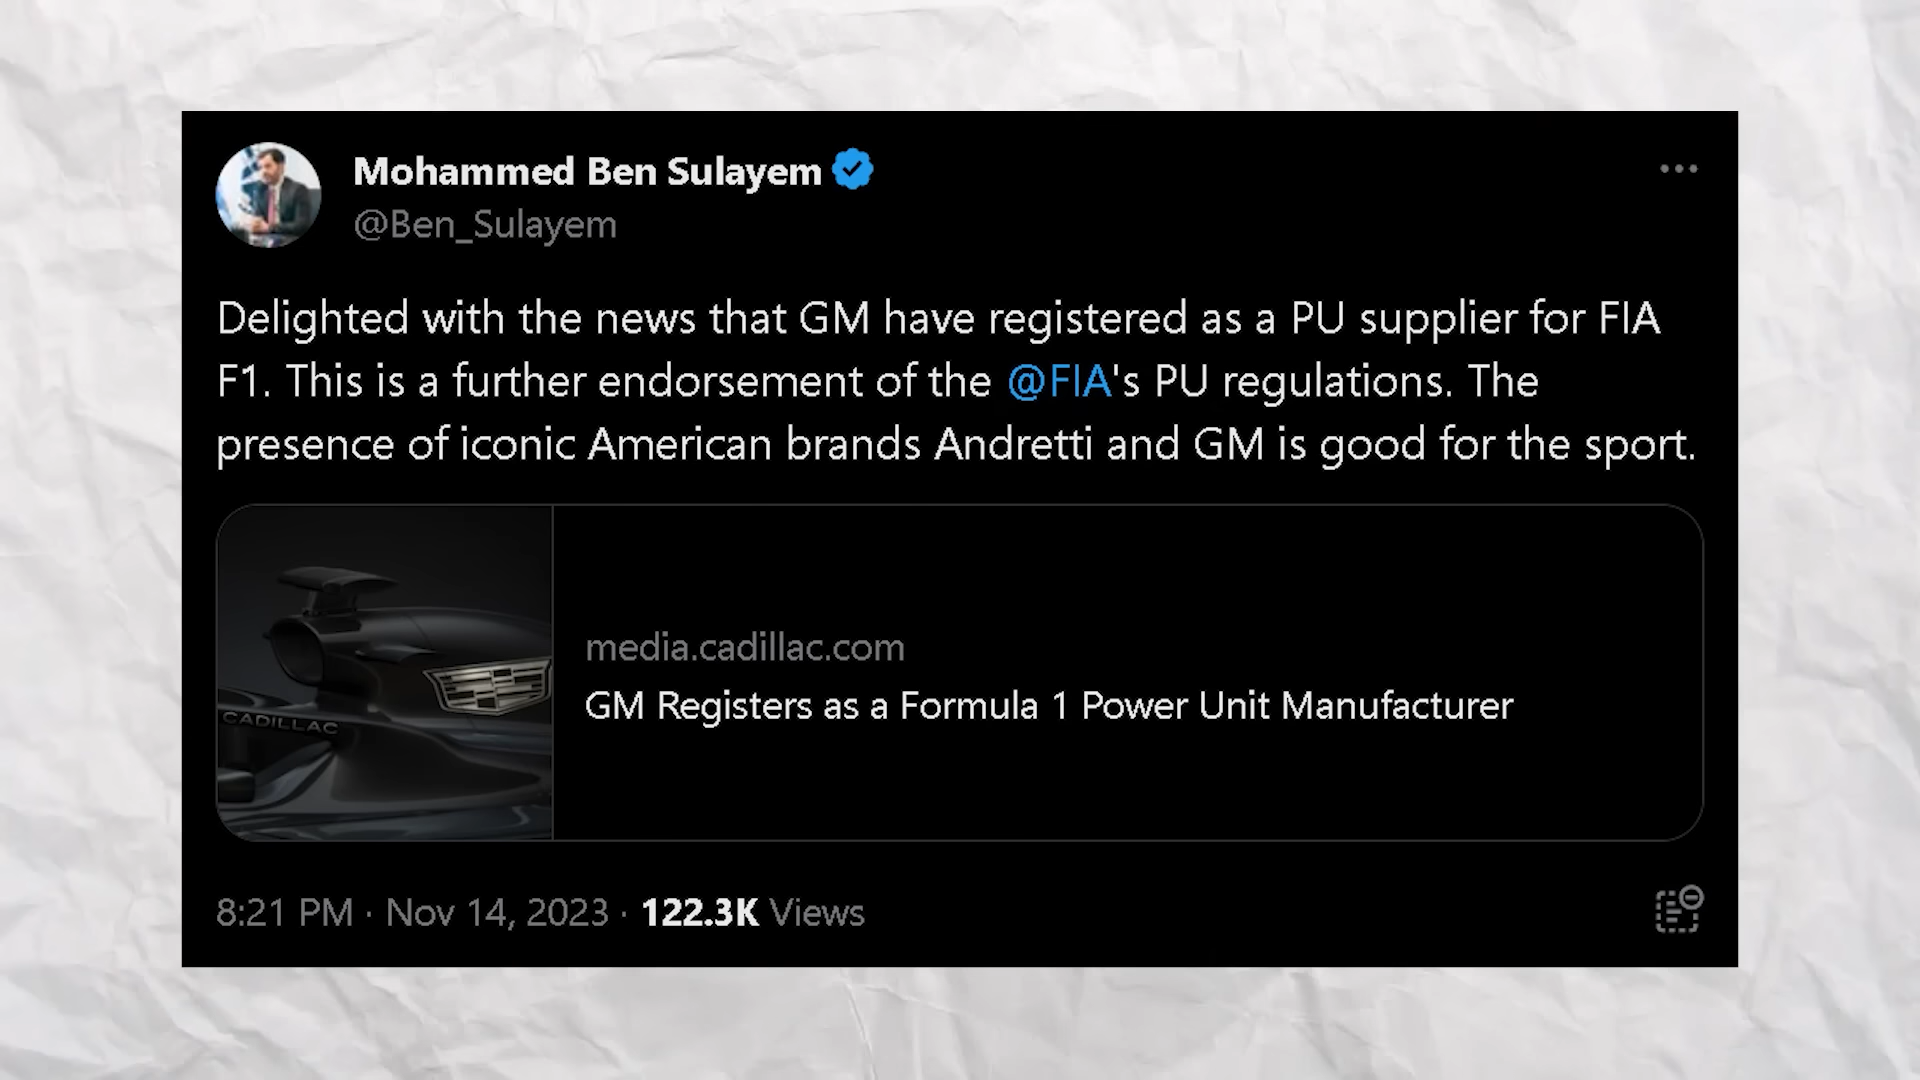 Mohammed Ben Sulayem
@Ben_Sulayem
Delighted with the news that GM have registered as a PU supplier for FIA
F1. This is a further endorsement of the @FIA's PU regulations. The
presence of iconic American brands Andretti and GM is good for the sport.
CADILLAC
media.cadillac.com
GM Registers as a Formula 1 Power Unit Manufacturer
8:21 PM · Nov 14, 2023 · 122.3K Views